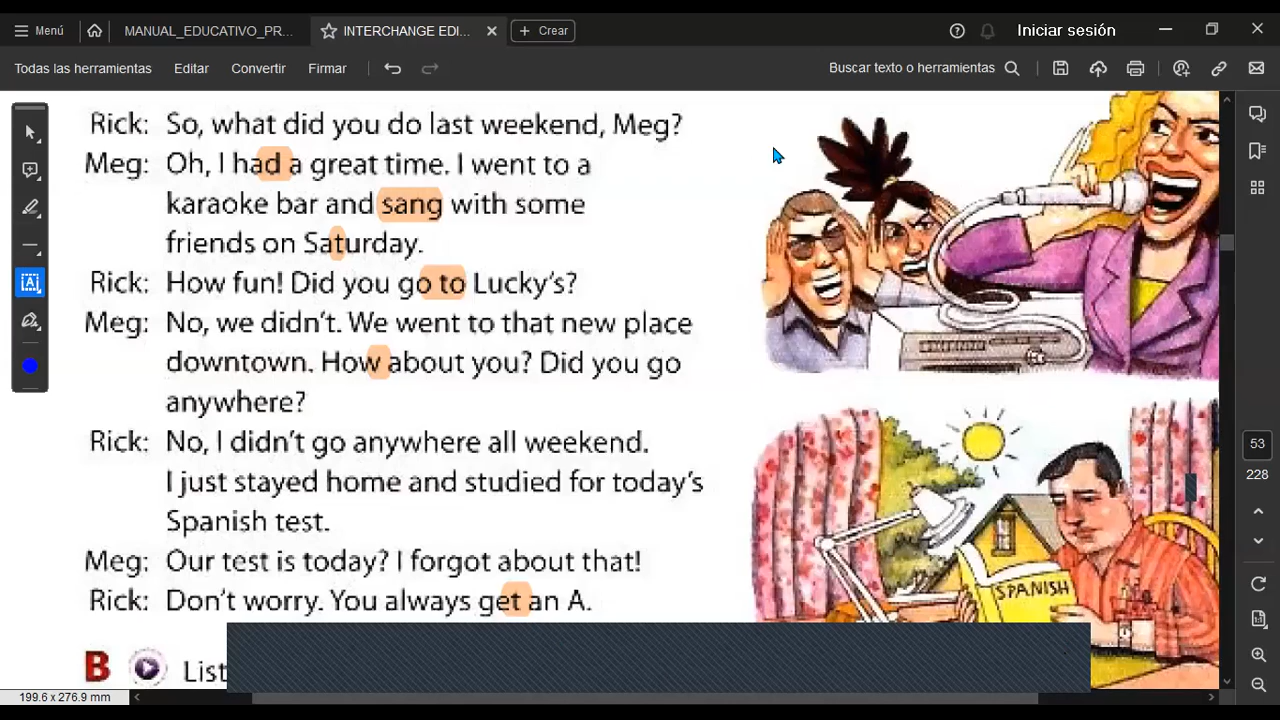 Menú
MANUAL_EDUCATIVO_PR...
INTERCHANGE EDI...
Crear
Iniciar sesión
Todas las herramientas
Editar
Convertir
Firmar
Buscar texto o herramientas
Rick: So, what did you do last weekend, Meg?
Meg: Oh, I had a great time. I went to a
karaoke bar and sang with some
friends on Saturday.
Rick: How fun! Did you go to Lucky's?
Meg: No, we didn't. We went to that new place
downtown. How about you? Did you go
anywhere?
Rick: No, I didn't go anywhere all weekend.
I just stayed home and studied for today's
Spanish test.
Meg: Our test is today? I forgot about that!
Rick: Don't worry. You always get an A.
SPANISH
B List
53
228
199.6 x 276.9 mm